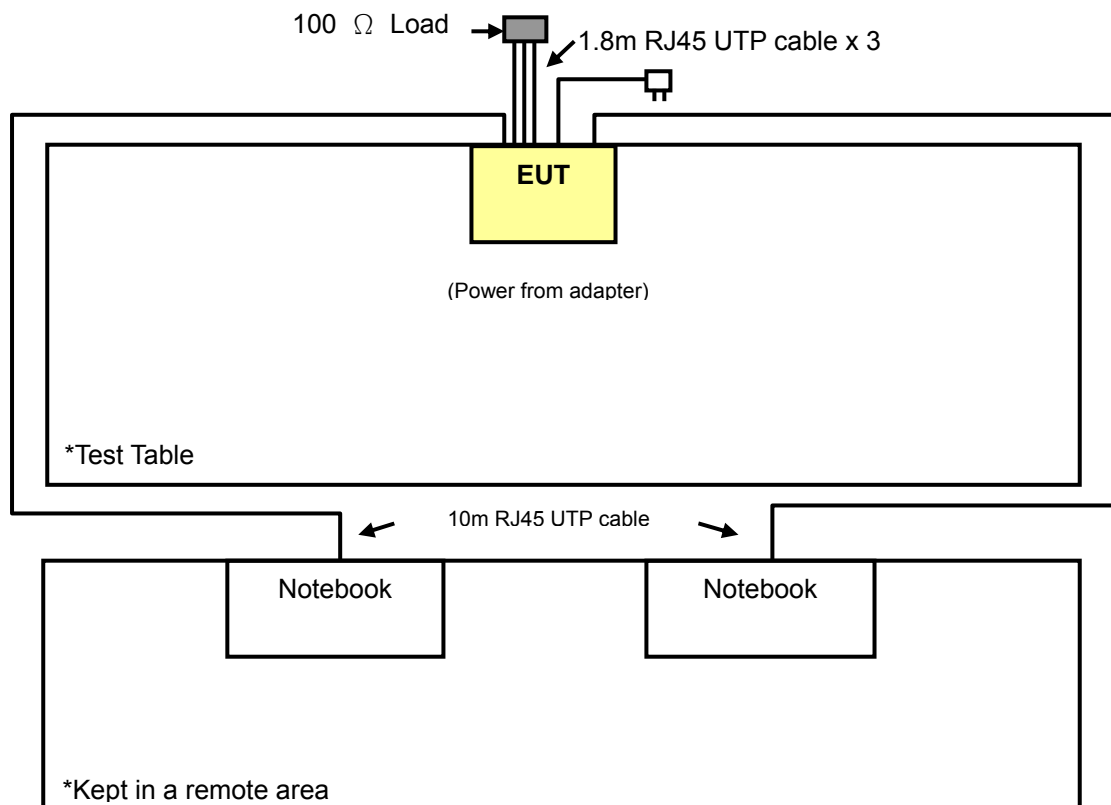 100 Ω Load
1.8m RJ45 UTP cable x 3
EUT
(Power from adapter)
*Test Table
10m RJ45 UTP cable
Notebook
Notebook
*Kept in a remote area